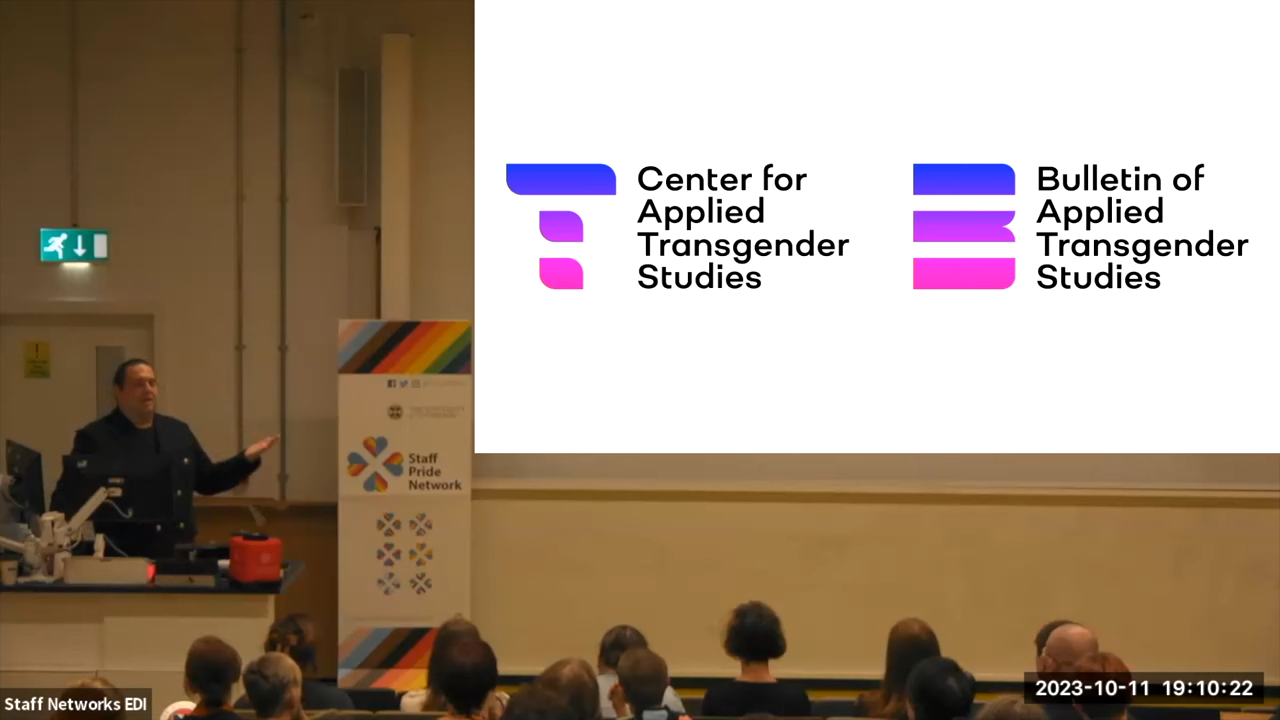 Center for
Applied
Transgender
Studies
Bulletin of
Applied
Transgender
Studies
Staff
Pride
Network
Staff Networks EDI
2023-10-11 19:10:22